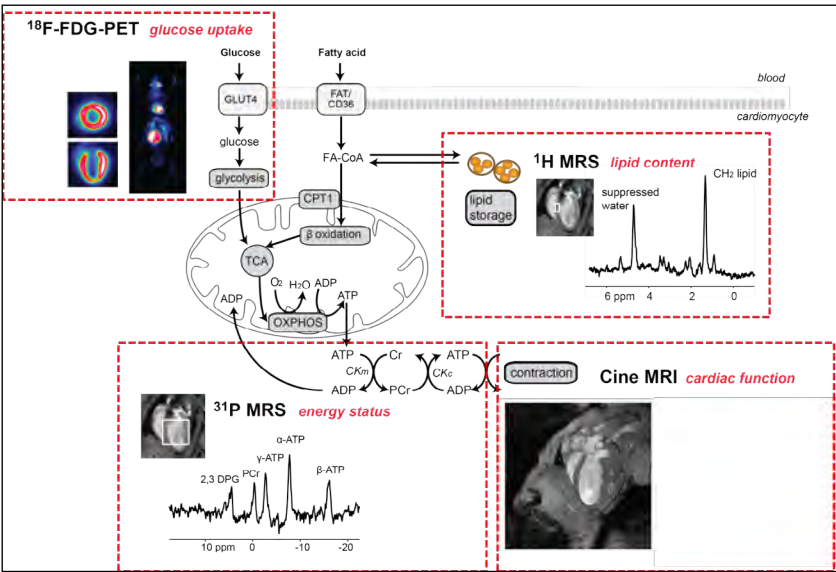 ¹⁸F-FDG-PET glucose uptake
Glucose
Fatty acid
GLUT4
FAT/
CD36
blood
cardiomyocyte
glucose
glycolysis
FA-CoA
CPT1
β oxidation
TCA
O₂
H₂O
ADP
ATP
ADP
OXPHOS
lipid
storage
¹H MRS lipid content
CH₂ lipid
suppressed
water
6 ppm 4 2 0
ATP Cr ATP
CKm CKc
ADP PCr ADP
contraction
³¹P MRS energy status
2,3 DPG
PCr
γ-ATP
α-ATP
β-ATP
10 ppm 0 -10 -20
Cine MRI cardiac function